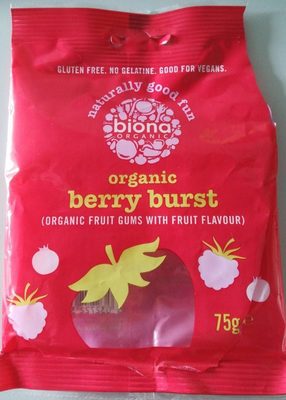 GLUTEN FREE. NO GELATINE. GOOD FOR VEGANS.
naturally good fun
biona
ORGANIC
organic
berry burst
(ORGANIC FRUIT GUMS WITH FRUIT FLAVOUR)
75g e